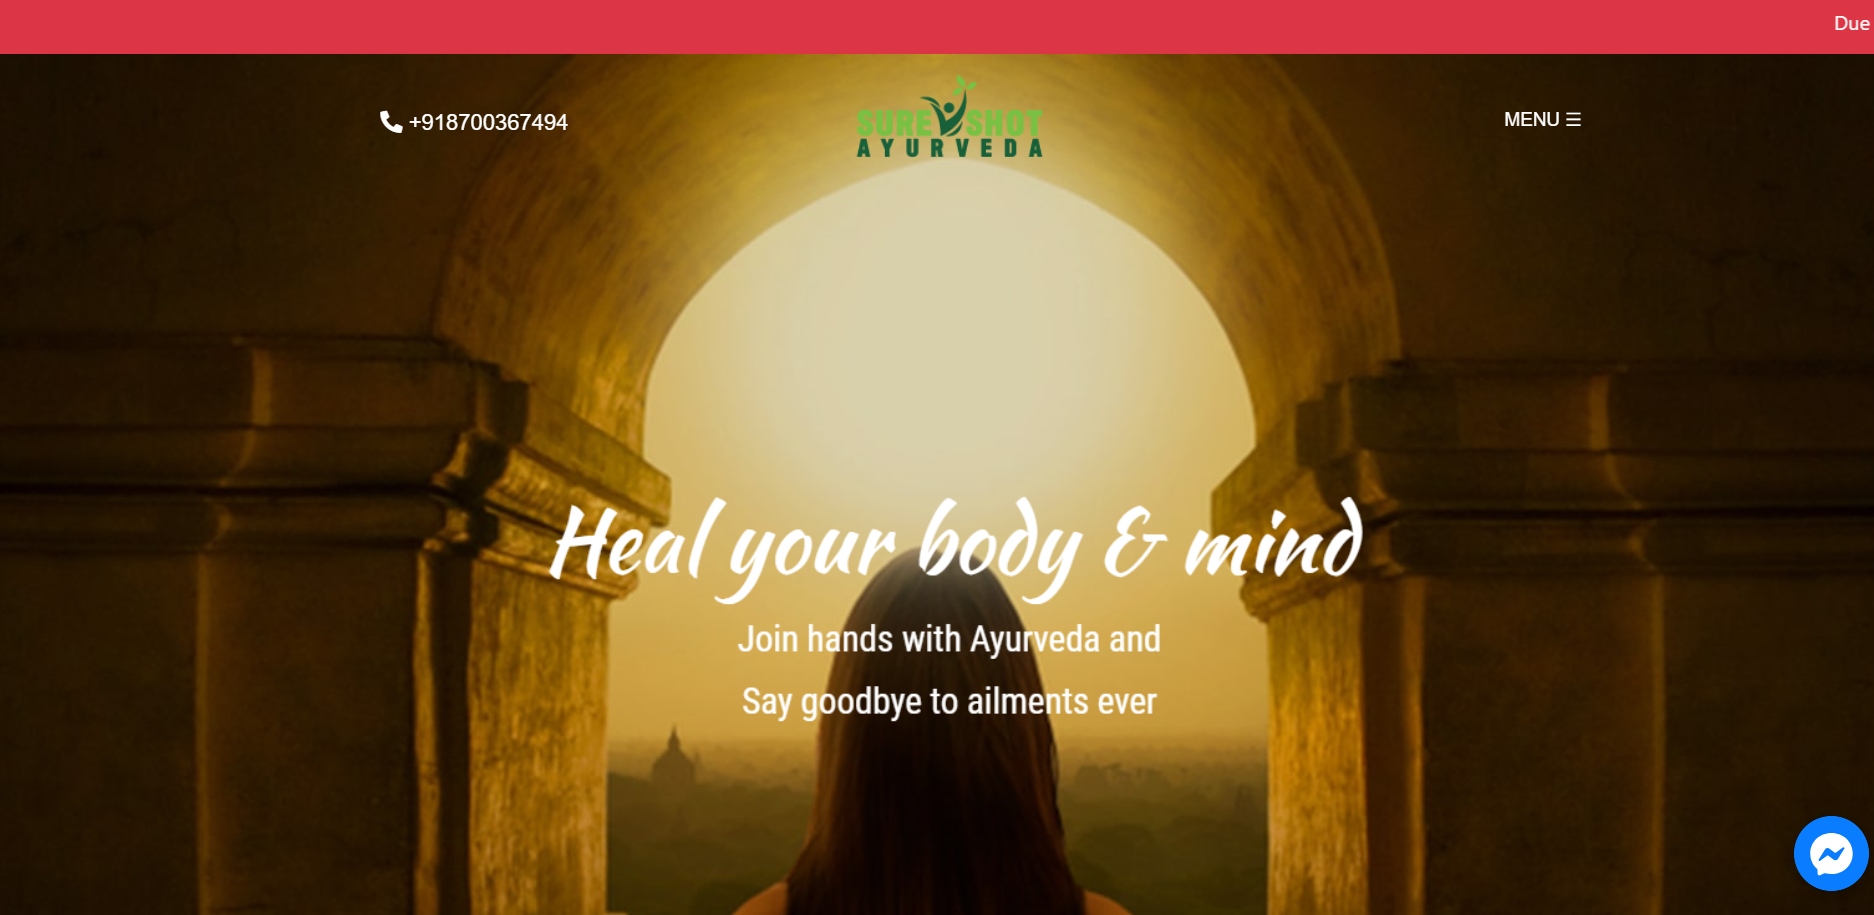 Due
+918700367494
SURE SHOT
AYURVEDA
MENU ☰
Heal your body & mind
Join hands with Ayurveda and
Say goodbye to ailments ever